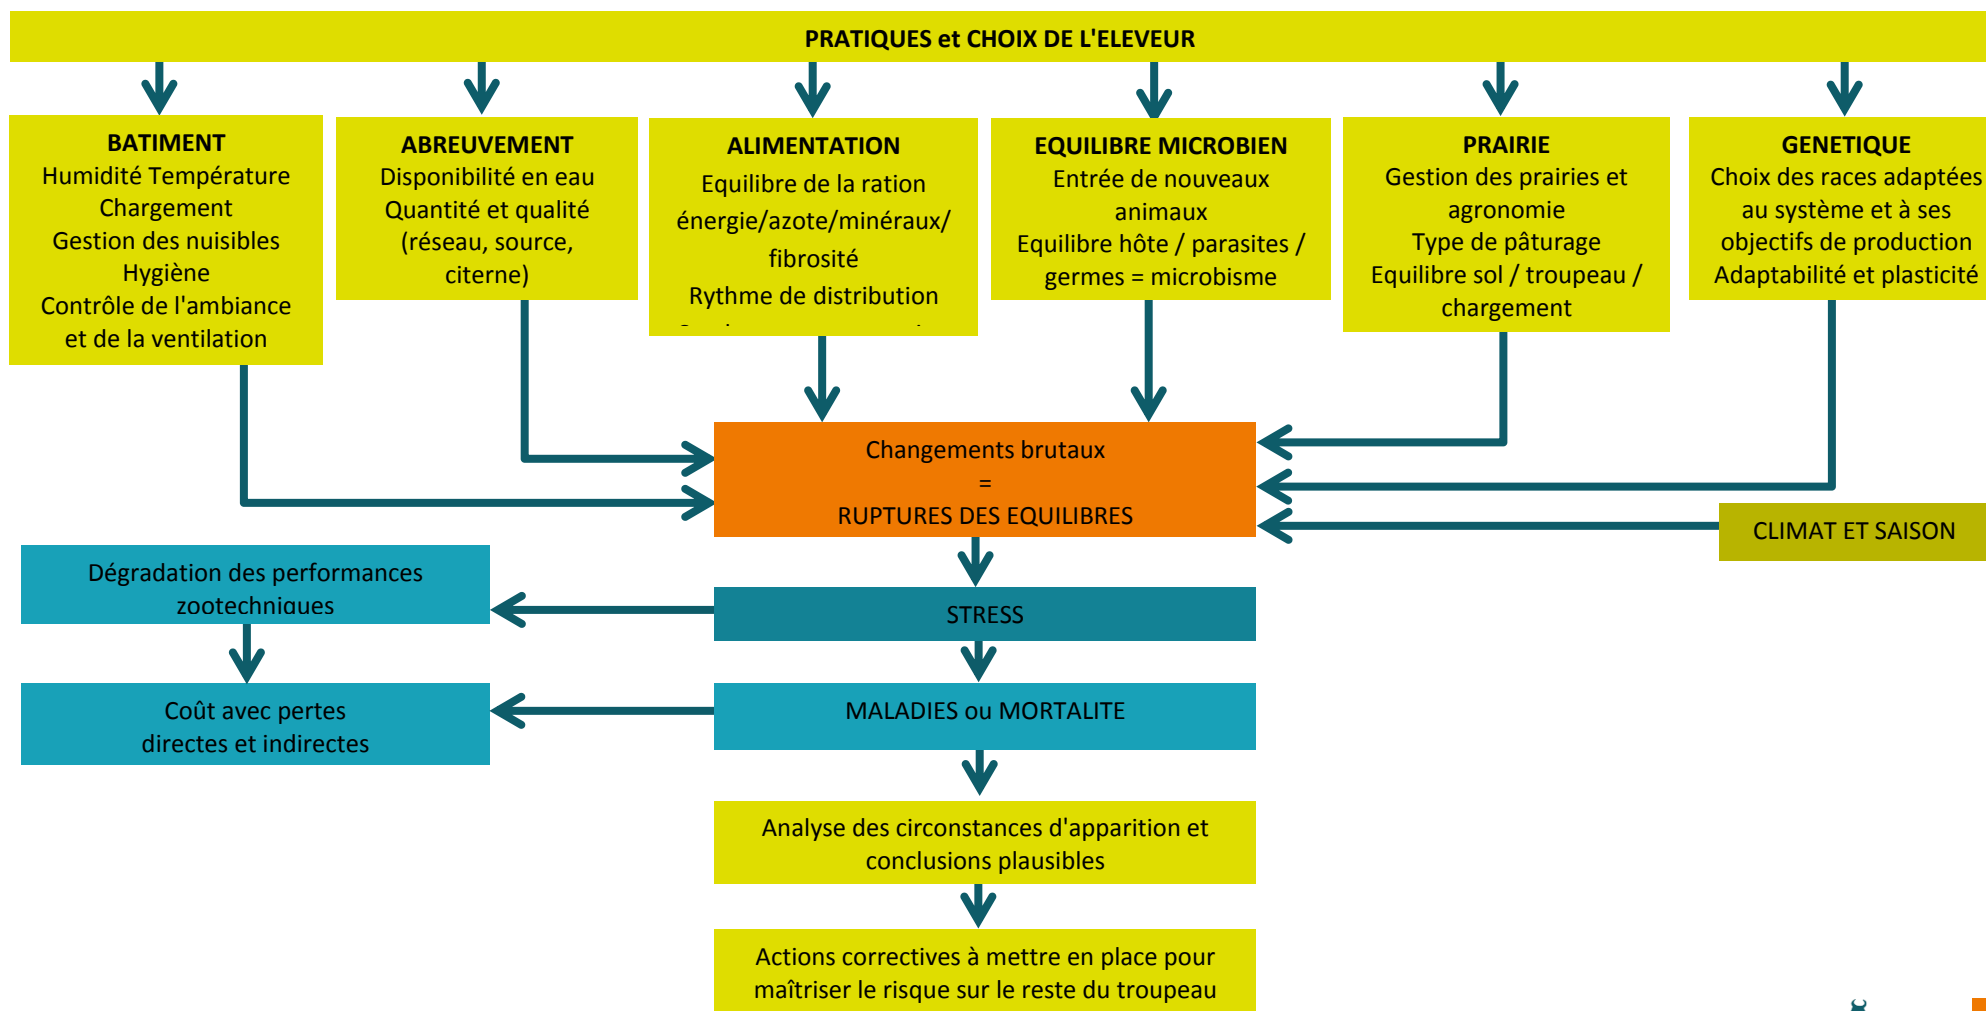 PRATIQUES et CHOIX DE L'ELEVEUR
BATIMENT
Humidité Température
Chargement
Gestion des nuisibles
Hygiène
Contrôle de l'ambiance
et de la ventilation
ABREUVEMENT
Disponibilité en eau
Quantité et qualité
(réseau, source,
citerne)
ALIMENTATION
Equilibre de la ration
énergie/azote/minéraux/
fibrosité
Rythme de distribution
EQUILIBRE MICROBIEN
Entrée de nouveaux
animaux
Equilibre hôte / parasites /
germes = microbisme
PRAIRIE
Gestion des prairies et
agronomie
Type de pâturage
Equilibre sol / troupeau /
chargement
GENETIQUE
Choix des races adaptées
au système et à ses
objectifs de production
Adaptabilité et plasticité
Changements brutaux
=
RUPTURES DES EQUILIBRES
CLIMAT ET SAISON
Dégradation des performances
zootechniques
STRESS
Coût avec pertes
directes et indirectes
MALADIES ou MORTALITE
Analyse des circonstances d'apparition et
conclusions plausibles
Actions correctives à mettre en place pour
maîtriser le risque sur le reste du troupeau